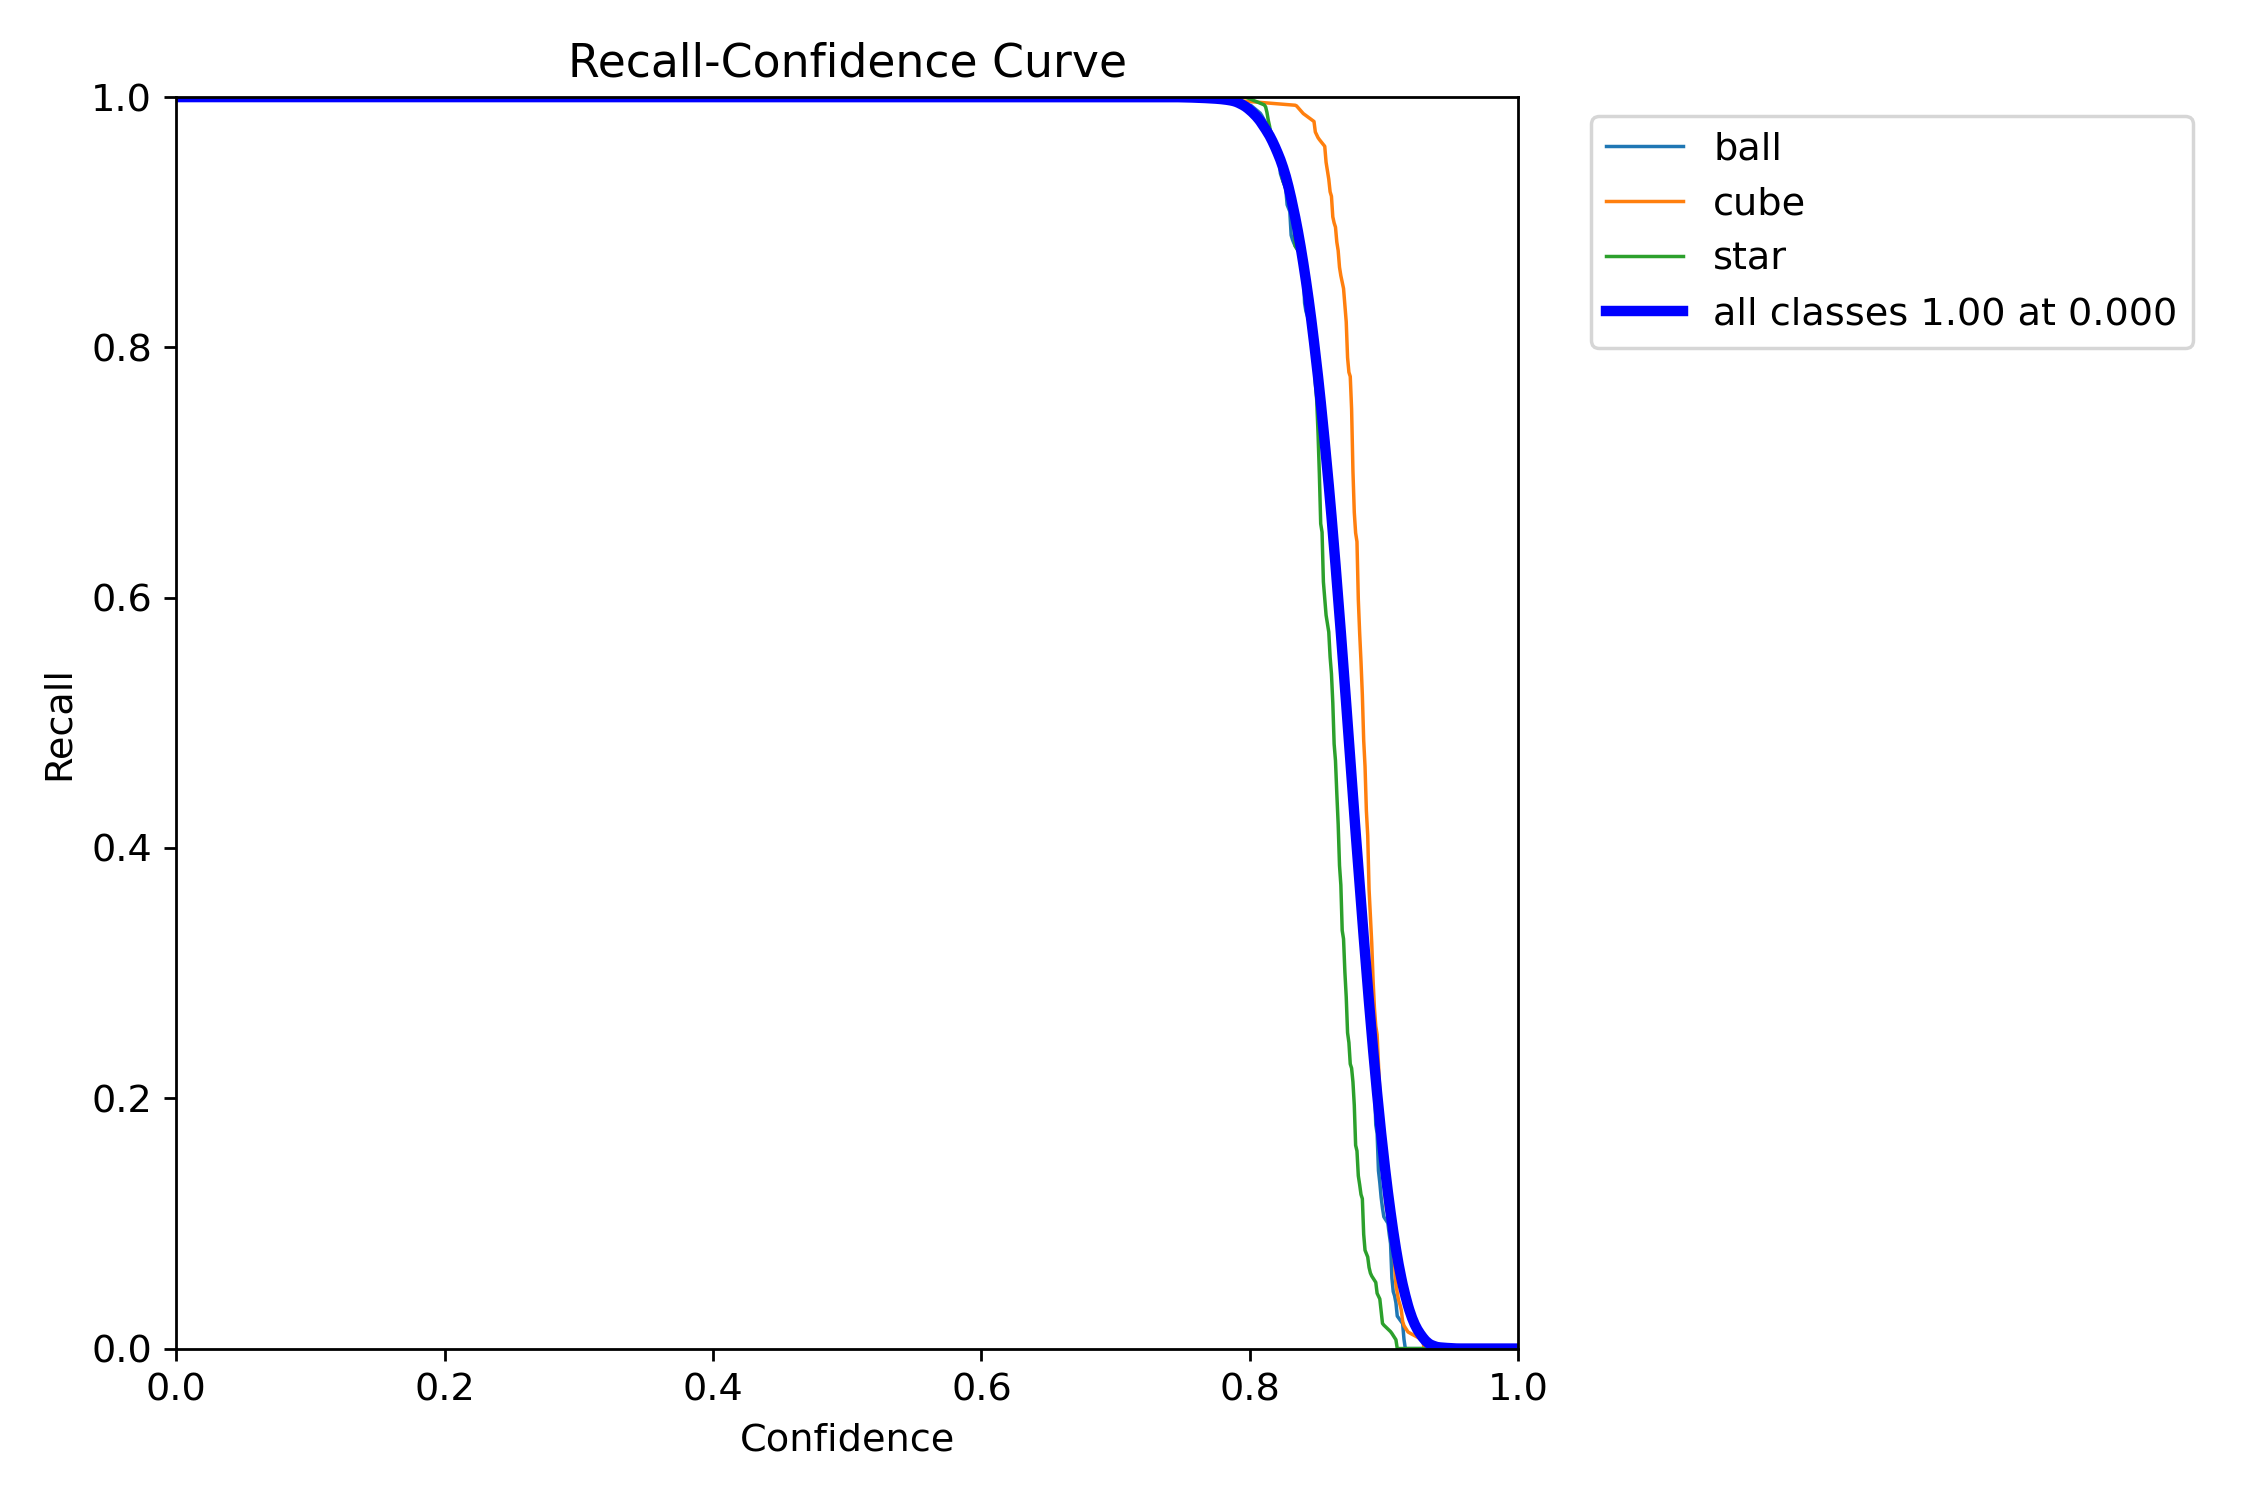 Recall-Confidence Curve
1.0
0.8
0.6
0.4
0.2
0.0
Recall
0.0 0.2 0.4 0.6 0.8 1.0
Confidence
ball
cube
star
all classes 1.00 at 0.000